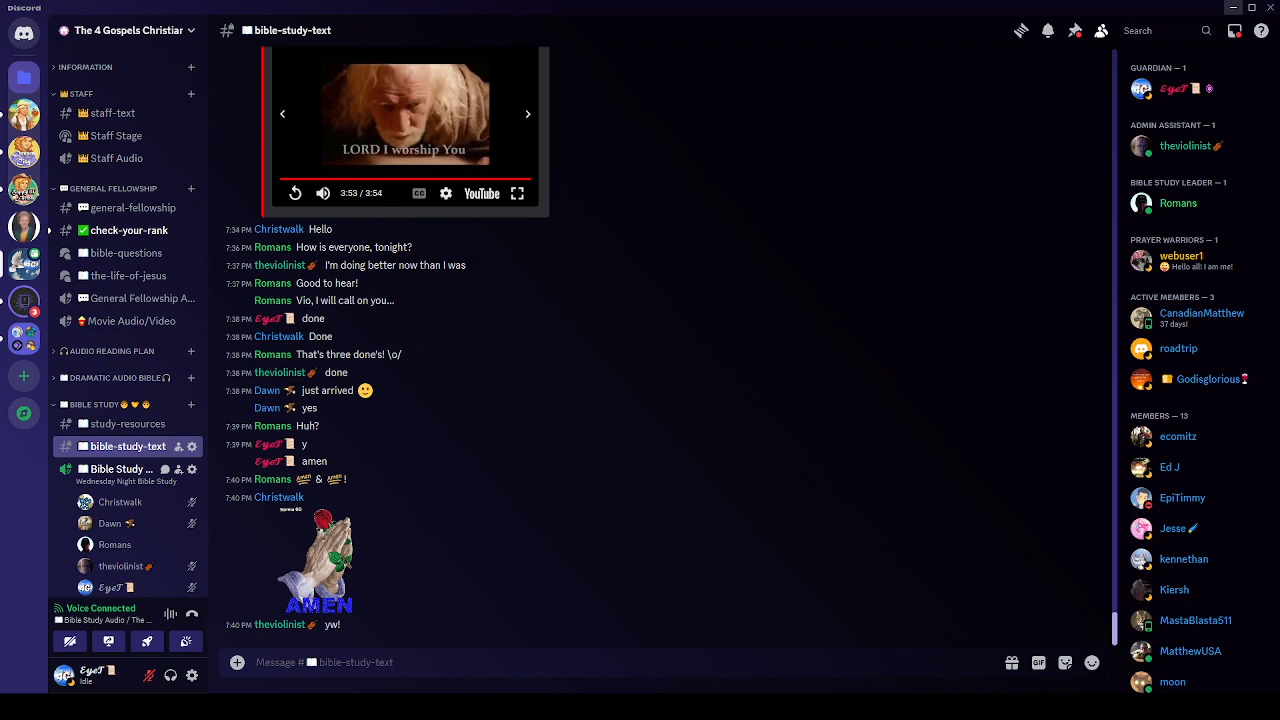 Discord
The 4 Gospels Christiar
bible-study-text
Search
INFORMATION
STAFF
staff-text
Staff Stage
Staff Audio
GENERAL FELLOWSHIP
general-fellowship
check-your-rank
bible-questions
the-life-of-jesus
General Fellowship A...
Movie Audio/Video
AUDIO READING PLAN
DRAMATIC AUDIO BIBLE
BIBLE STUDY
study-resources
bible-study-text
Bible Study ...
Wednesday Night Bible Study
Christwalk
Dawn
Romans
theviolinist
EyeT
Voice Connected
Bible Study Audio / The ...
EyeT
Idle
3
LORD I worship You
3:53 / 3:54
CC
YouTube
7:34 PM Christwalk Hello
7:36 PM Romans How is everyone, tonight?
7:37 PM theviolinist I'm doing better now than I was
7:37 PM Romans Good to hear!
Romans Vio, I will call on you...
7:38 PM EyeT done
7:38 PM Christwalk Done
7:38 PM Romans That's three done's! \o/
7:38 PM theviolinist done
7:38 PM Dawn just arrived
Dawn yes
7:39 PM Romans Huh?
7:39 PM EyeT y
EyeT amen
7:40 PM Romans & !
7:40 PM Christwalk
AMEN
7:40 PM theviolinist yw!
Message # bible-study-text
GIF
GUARDIAN — 1
EyeT
ADMIN ASSISTANT — 1
theviolinist
BIBLE STUDY LEADER — 1
Romans
PRAYER WARRIORS — 1
webuser1
Hello all! I am me!
ACTIVE MEMBERS — 3
CanadianMatthew
37 days!
roadtrip
Godisglorious
MEMBERS — 13
ecomitz
Ed J
EpiTimmy
Jesse
kennethan
Kiersh
MastaBlasta511
MatthewUSA
moon